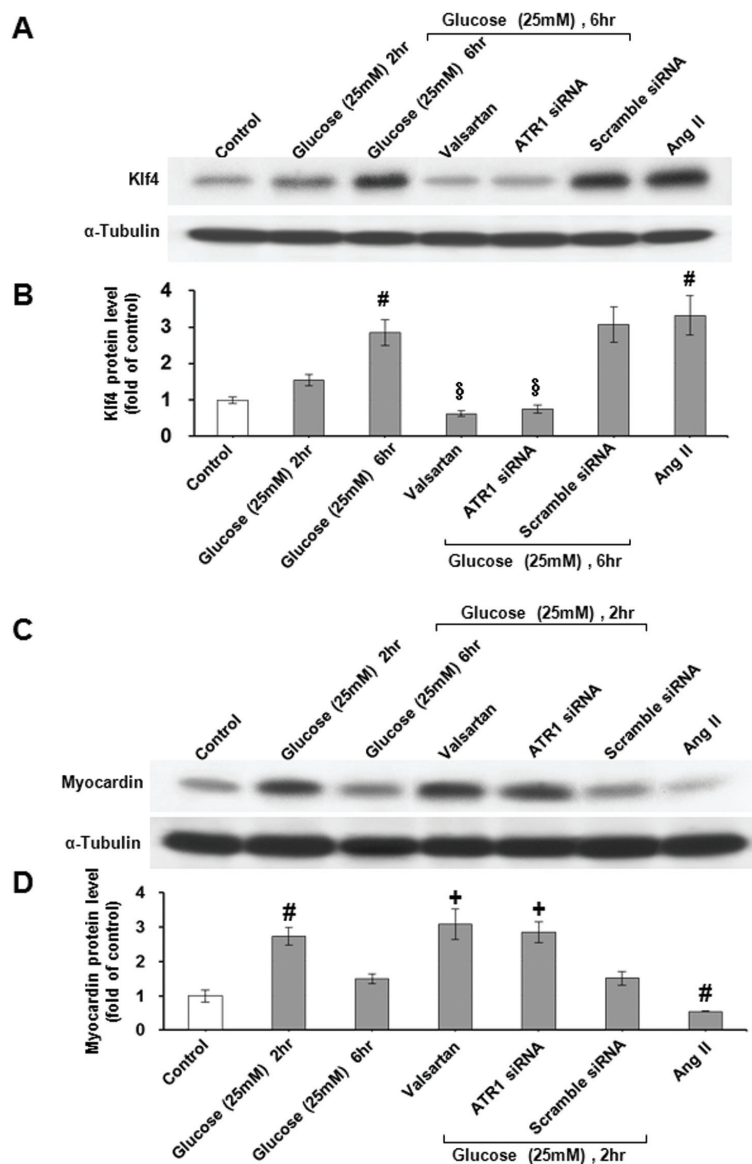 A
Glucose (25mM) , 6hr
Control
Glucose (25mM) 2hr
Glucose (25mM) 6hr
Valsartan
ATR1 siRNA
Scramble siRNA
Ang II
Klf4
α-Tubulin
B
Klf4 protein level
(fold of control)
4
3
2
1
0
#
§
§
#
Control
Glucose (25mM) 2hr
Glucose (25mM) 6hr
Valsartan
ATR1 siRNA
Scramble siRNA
Ang II
Glucose (25mM) , 6hr
C
Glucose (25mM) , 2hr
Control
Glucose (25mM) 2hr
Glucose (25mM) 6hr
Valsartan
ATR1 siRNA
Scramble siRNA
Ang II
Myocardin
α-Tubulin
D
Myocardin protein level
(fold of control)
4
3
2
1
0
#
+
+
#
Control
Glucose (25mM) 2hr
Glucose (25mM) 6hr
Valsartan
ATR1 siRNA
Scramble siRNA
Ang II
Glucose (25mM) , 2hr